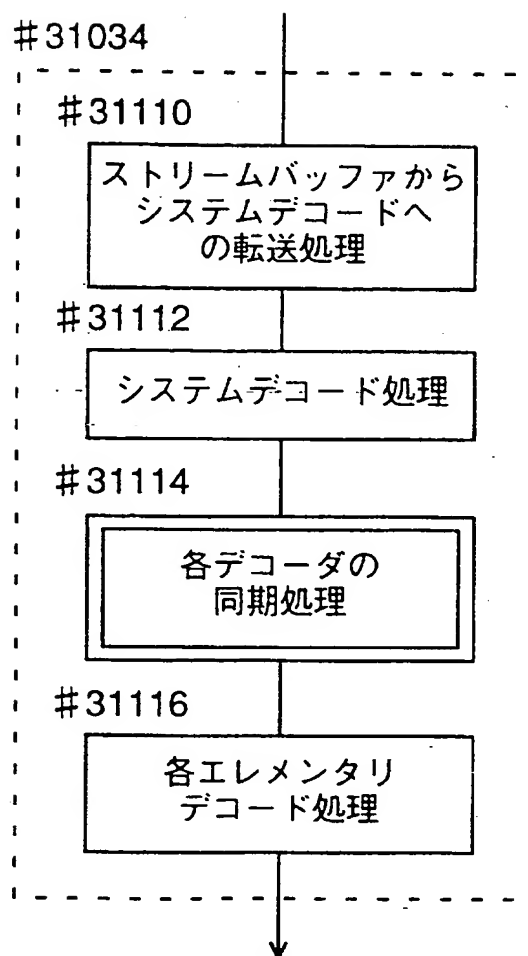 #31034
#31110
ストリームバッファから
システムデコードへ
の転送処理
#31112
システムデコード処理
#31114
各デコーダの
同期処理
#31116
各エレメンタリ
デコード処理